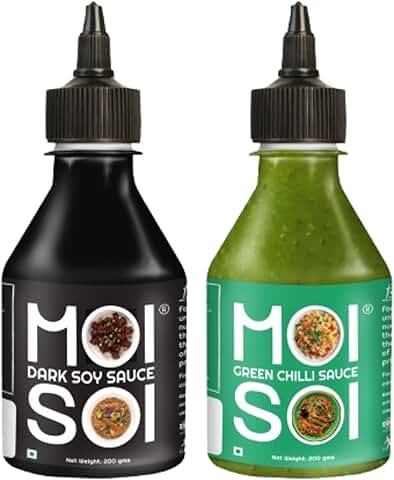 MOI®
DARK SOY SAUCE
SOI
Net Weight: 200 gms
MOI®
GREEN CHILLI SAUCE
SOI
Net Weight: 200 gms